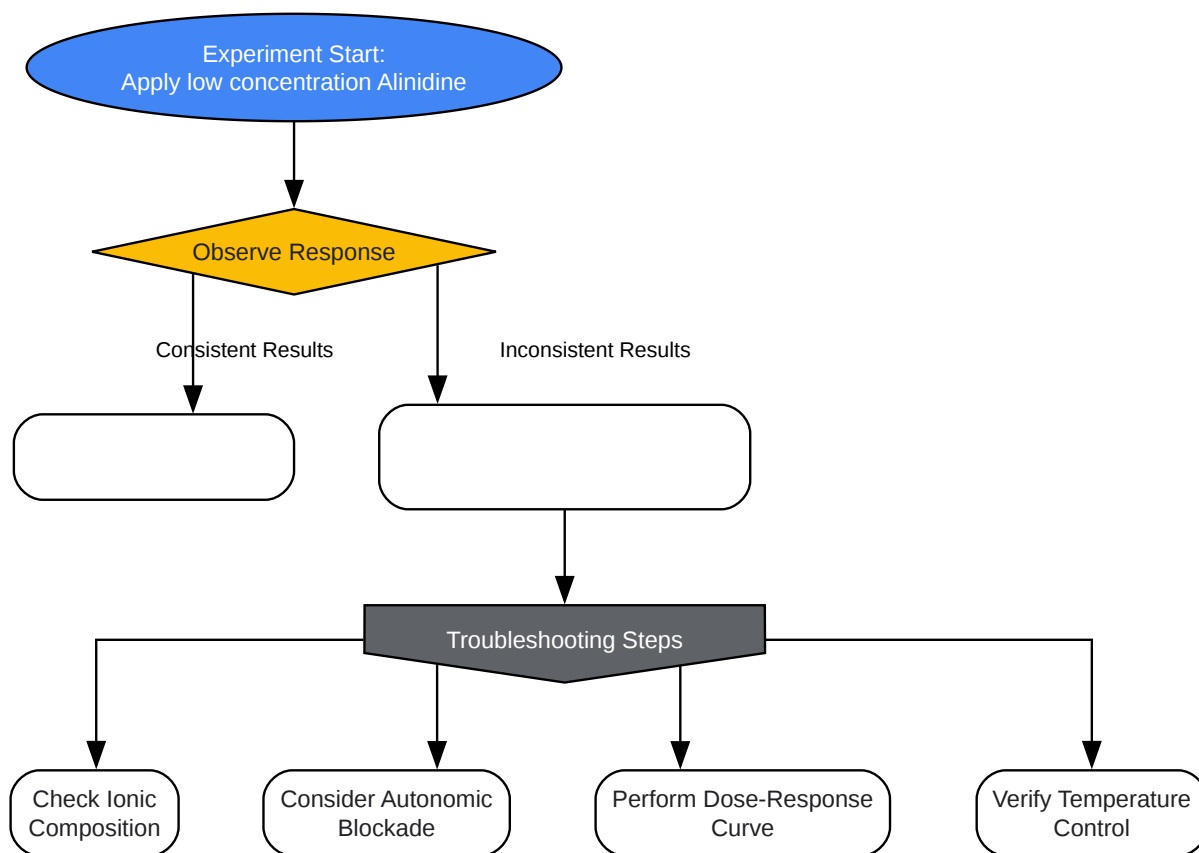 Experiment Start:
Apply low concentration Alinidine
Observe Response
Consistent Results
Inconsistent Results
Troubleshooting Steps
Check Ionic
Composition
Consider Autonomic
Blockade
Perform Dose-Response
Curve
Verify Temperature
Control